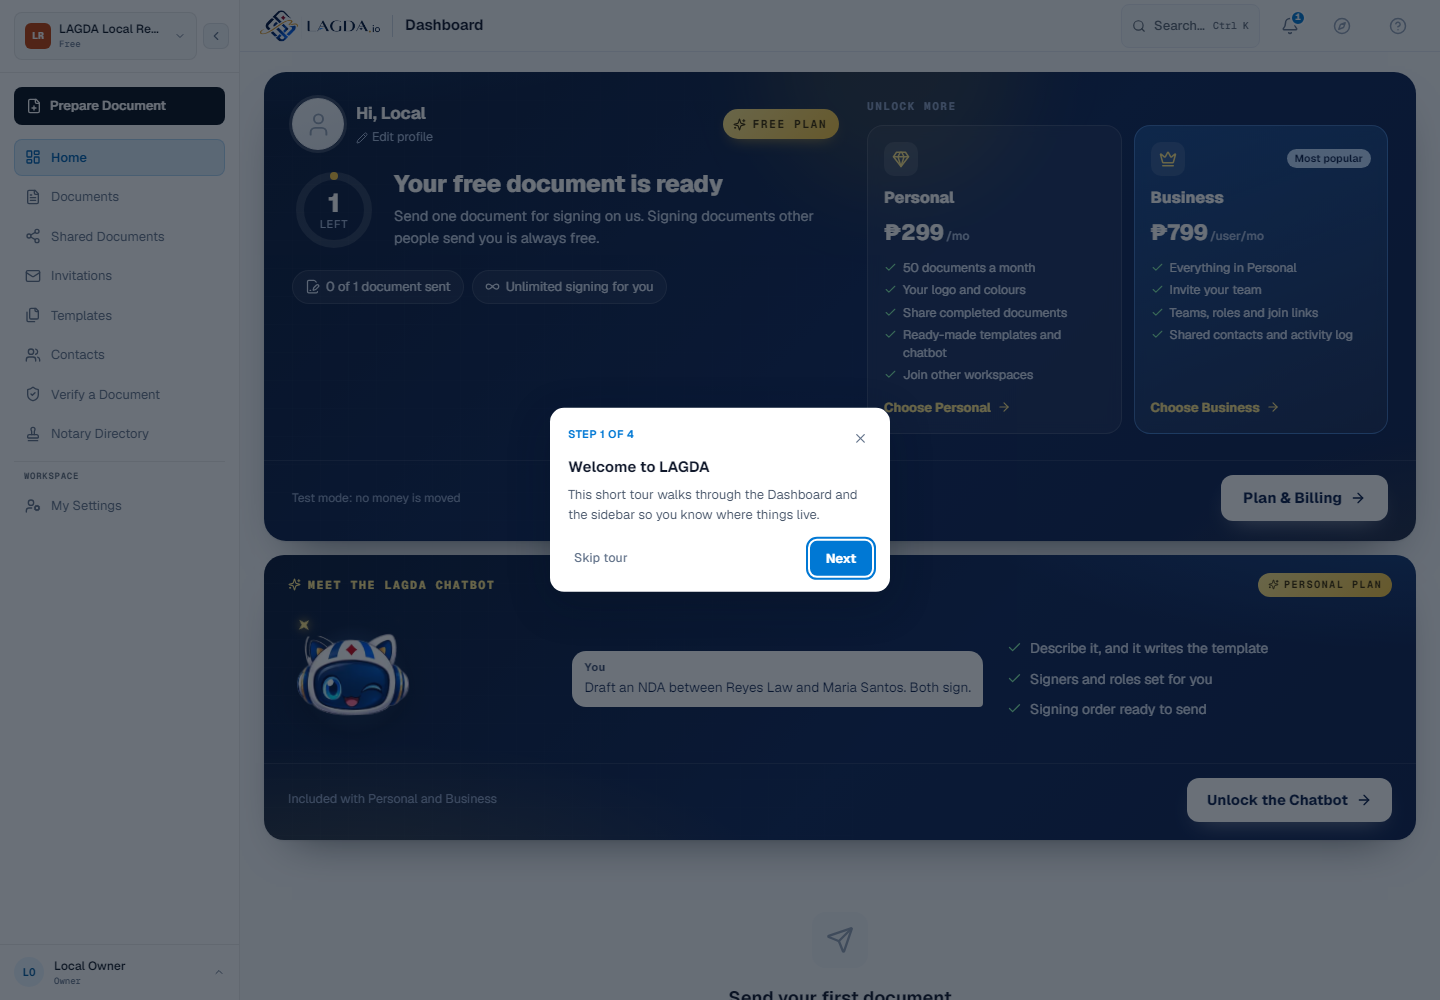 LR
LAGDA Local Re...
Free
Prepare Document
Home
Documents
Shared Documents
Invitations
Templates
Contacts
Verify a Document
Notary Directory
WORKSPACE
My Settings
LO
Local Owner
Owner
LAGDA.io
Dashboard
Search...
Ctrl K
1
Hi, Local
Edit profile
FREE PLAN
1
LEFT
Your free document is ready
Send one document for signing on us. Signing documents other
people send you is always free.
0 of 1 document sent
Unlimited signing for you
UNLOCK MORE
Personal
₱299 /mo
50 documents a month
Your logo and colours
Share completed documents
Ready-made templates and
chatbot
Join other workspaces
Choose Personal
Most popular
Business
₱799 /user/mo
Everything in Personal
Invite your team
Teams, roles and join links
Shared contacts and activity log
Choose Business
Test mode: no money is moved
Plan & Billing
STEP 1 OF 4
Welcome to LAGDA
This short tour walks through the Dashboard and
the sidebar so you know where things live.
Skip tour
Next
MEET THE LAGDA CHATBOT
PERSONAL PLAN
You
Draft an NDA between Reyes Law and Maria Santos. Both sign.
Describe it, and it writes the template
Signers and roles set for you
Signing order ready to send
Included with Personal and Business
Unlock the Chatbot
Send your first document